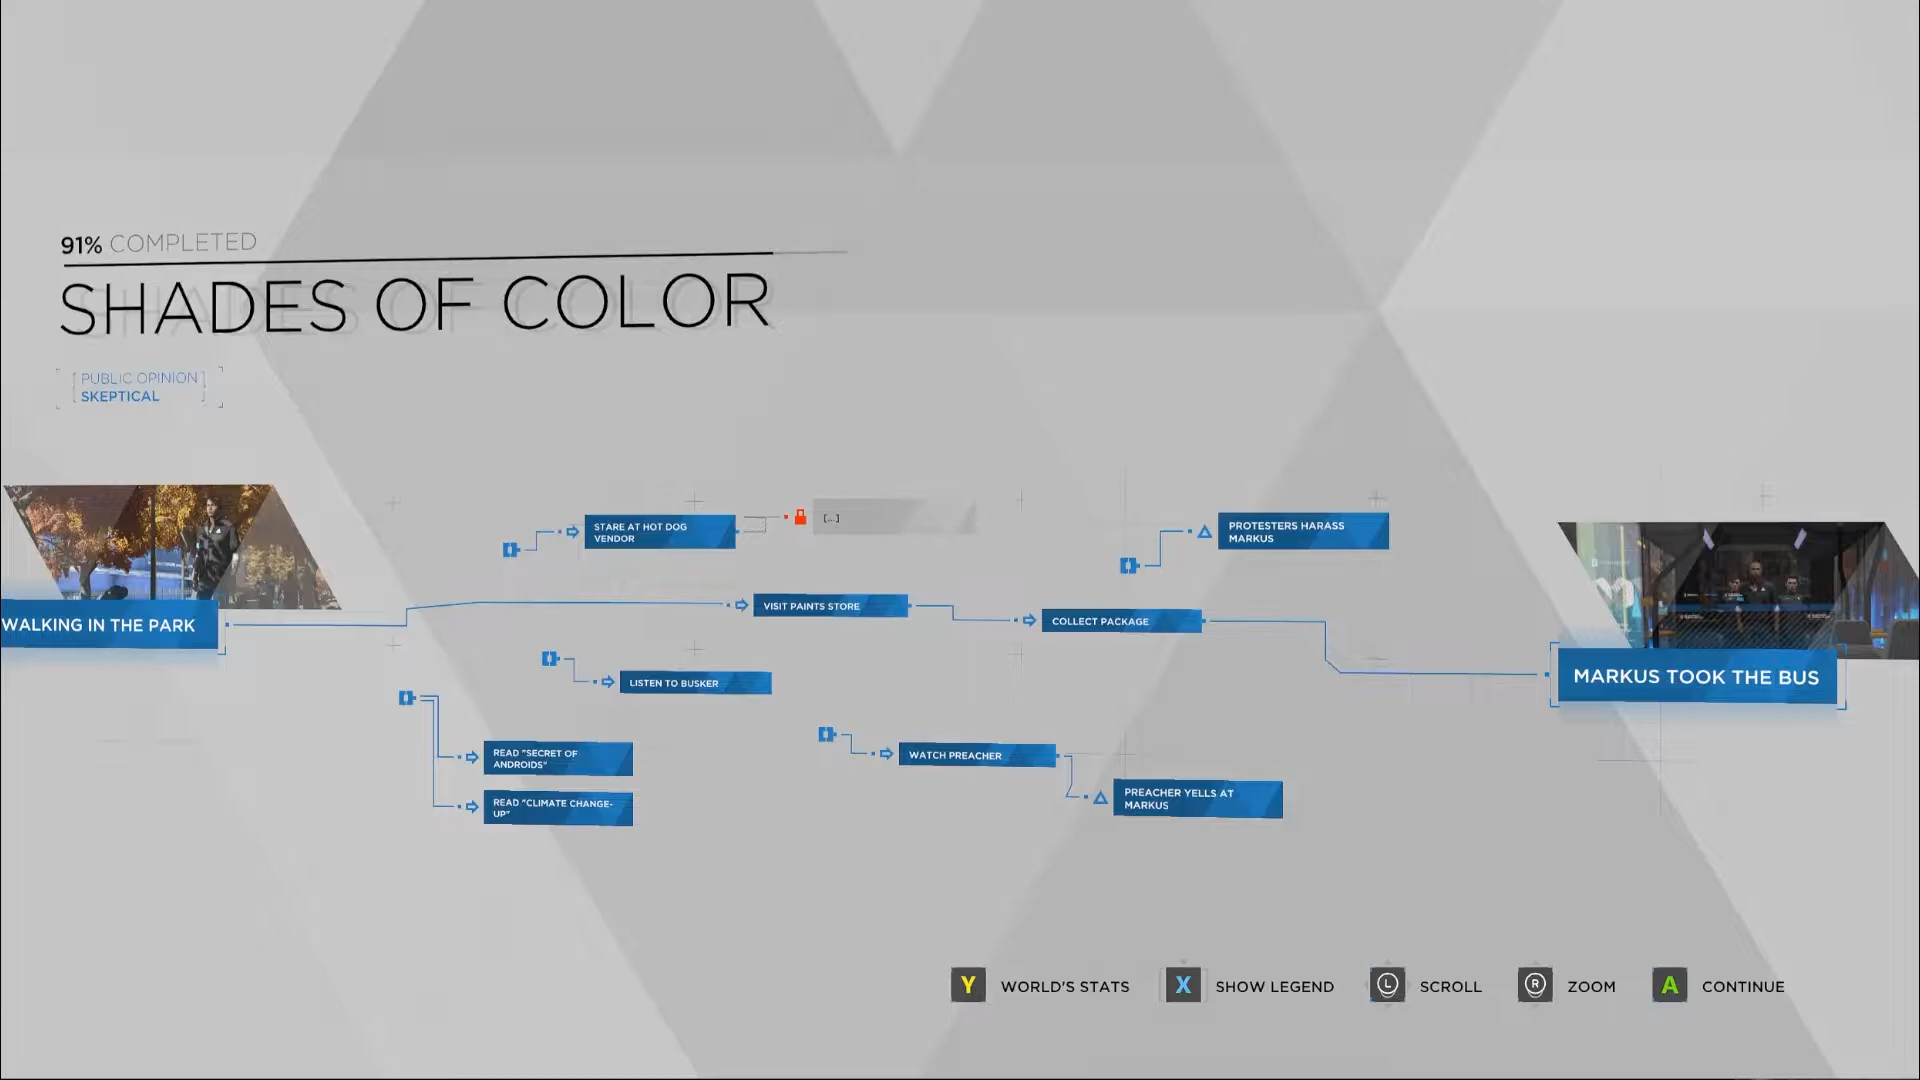 91% COMPLETED
SHADES OF COLOR
PUBLIC OPINION
SKEPTICAL
WALKING IN THE PARK
STARE AT HOT DOG
VENDOR
[...]
PROTESTERS HARASS
MARKUS
VISIT PAINTS STORE
COLLECT PACKAGE
LISTEN TO BUSKER
MARKUS TOOK THE BUS
READ "SECRET OF
ANDROIDS"
READ "CLIMATE CHANGE-
UP"
WATCH PREACHER
PREACHER YELLS AT
MARKUS
Y WORLD'S STATS
X SHOW LEGEND
L SCROLL
R ZOOM
A CONTINUE